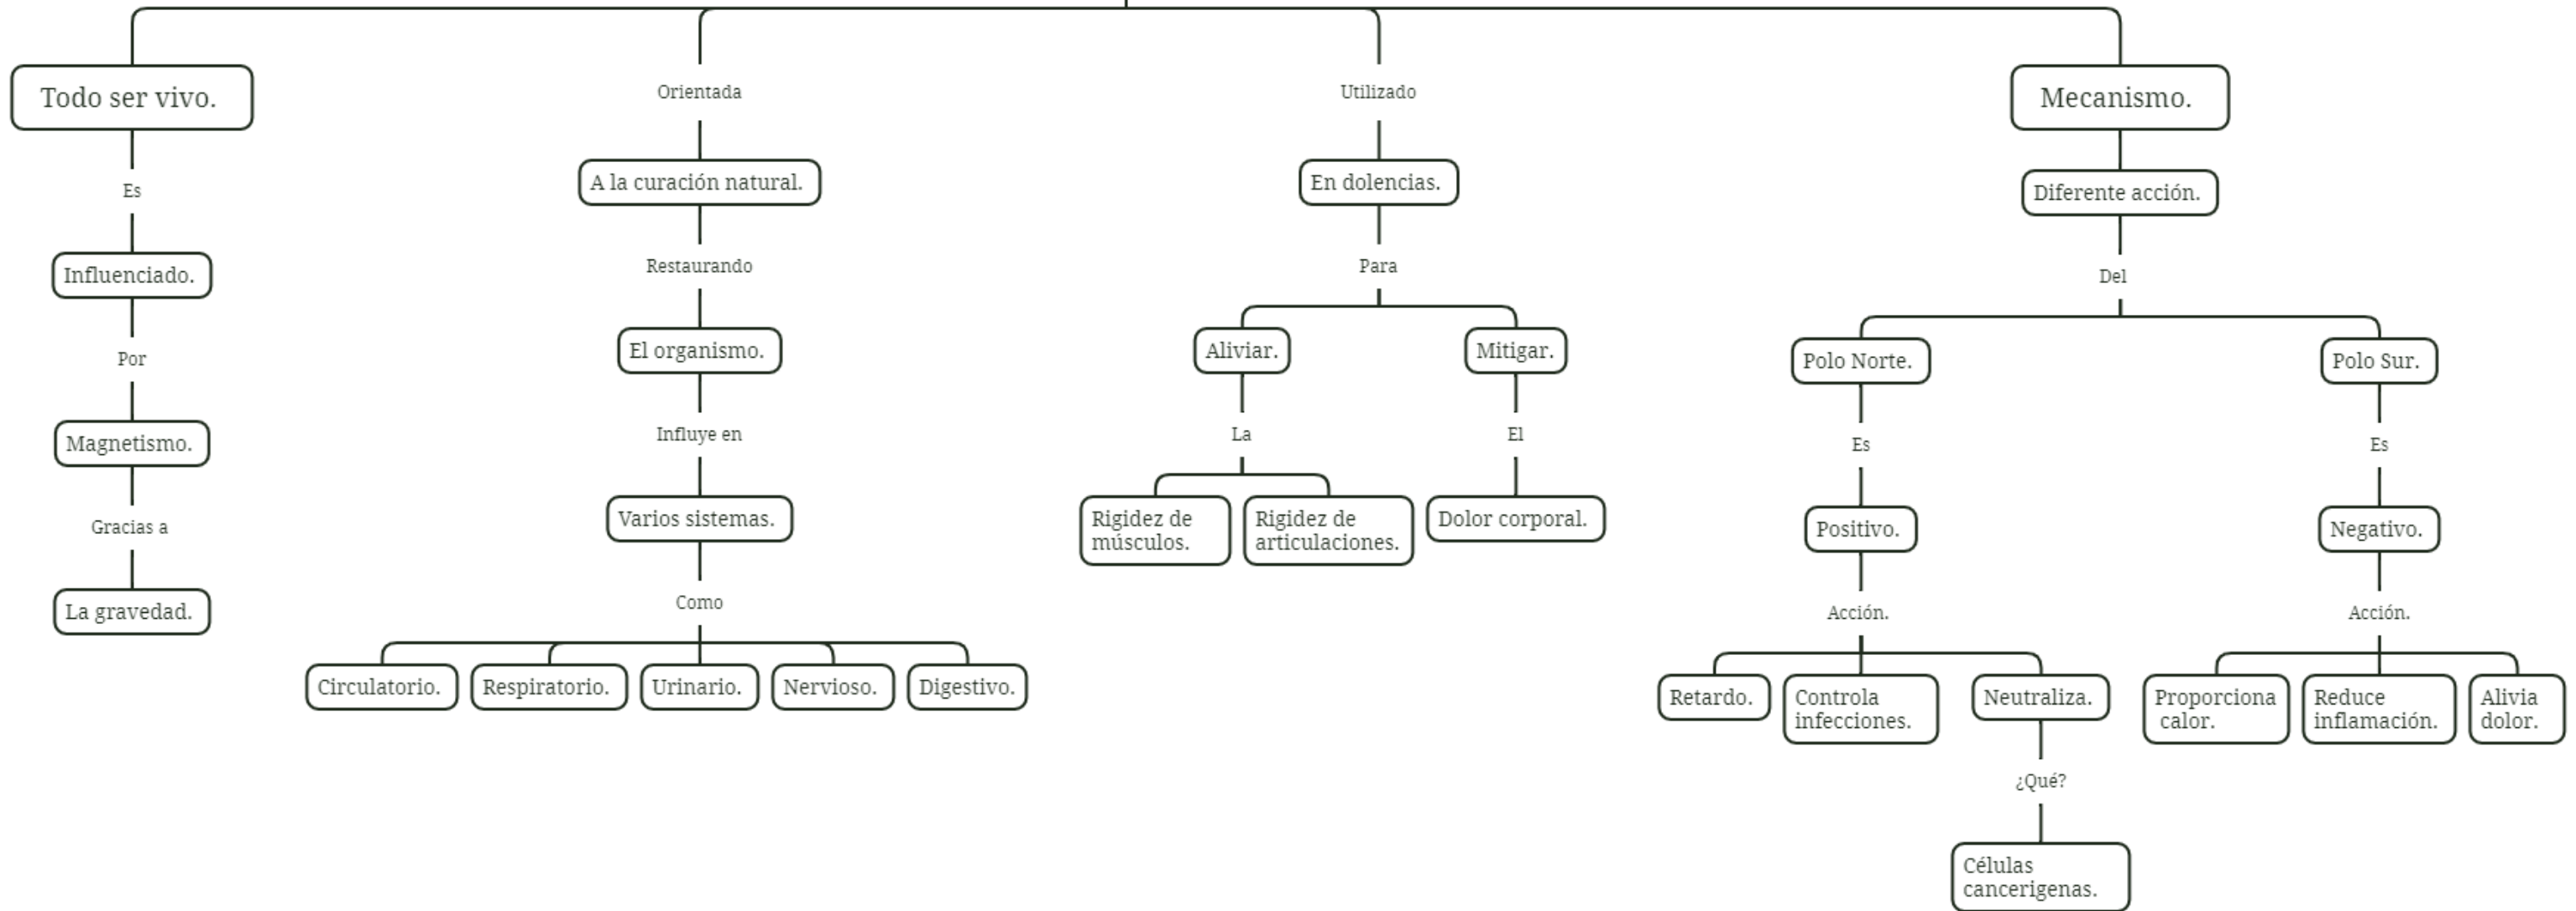 Todo ser vivo.
Es
Influenciado.
Por
Magnetismo.
Gracias a
La gravedad.
Orientada
A la curación natural.
Restaurando
El organismo.
Influye en
Varios sistemas.
Como
Circulatorio.
Respiratorio.
Urinario.
Nervioso.
Digestivo.
Utilizado
En dolencias.
Para
Aliviar.
La
Rigidez de
músculos.
Rigidez de
articulaciones.
Mitigar.
El
Dolor corporal.
Mecanismo.
Diferente acción.
Del
Polo Norte.
Es
Positivo.
Acción.
Retardo.
Controla
infecciones.
Neutraliza.
¿Qué?
Células
cancerigenas.
Polo Sur.
Es
Negativo.
Acción.
Proporciona
calor.
Reduce
inflamación.
Alivia
dolor.